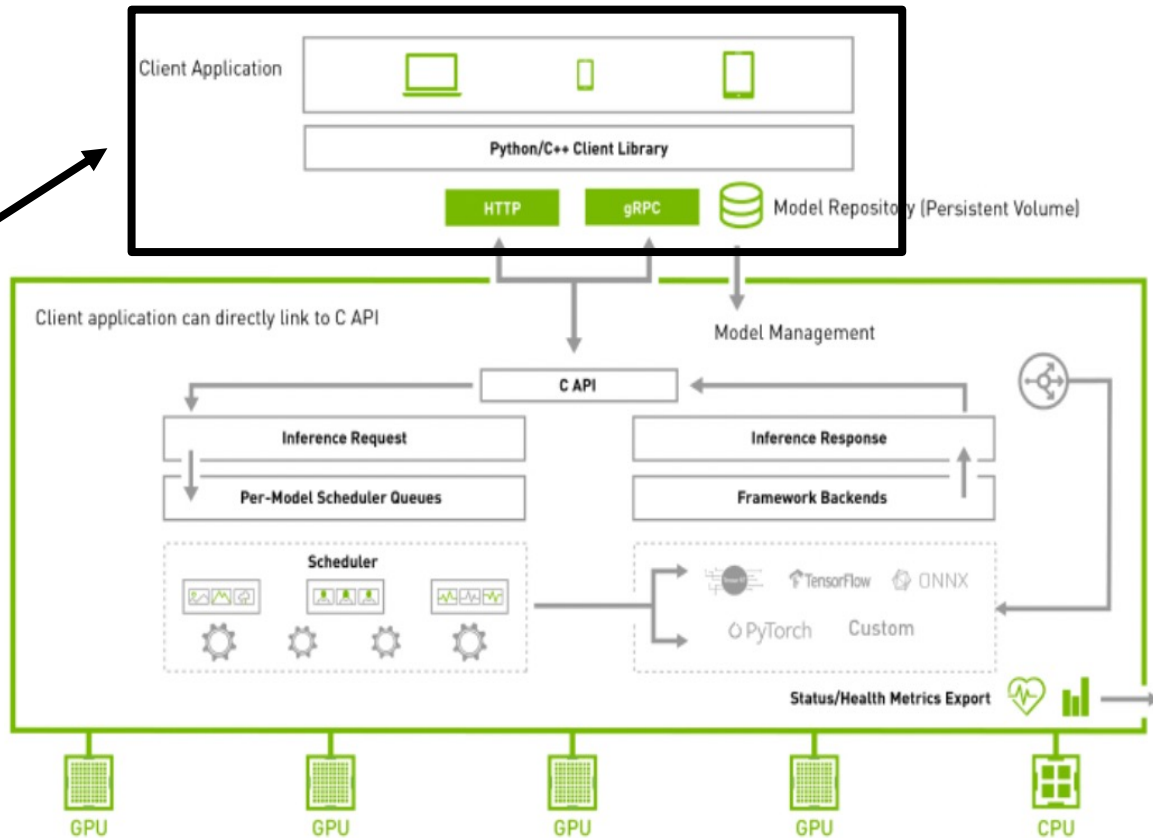 Client Application
Python/C++ Client Library
HTTP
gRPC
Model Repository (Persistent Volume)
Client application can directly link to C API
Model Management
C API
Inference Request
Inference Response
Per-Model Scheduler Queues
Framework Backends
Scheduler
TensorFlow
ONNX
PyTorch
Custom
Status/Health Metrics Export
GPU
GPU
GPU
GPU
CPU